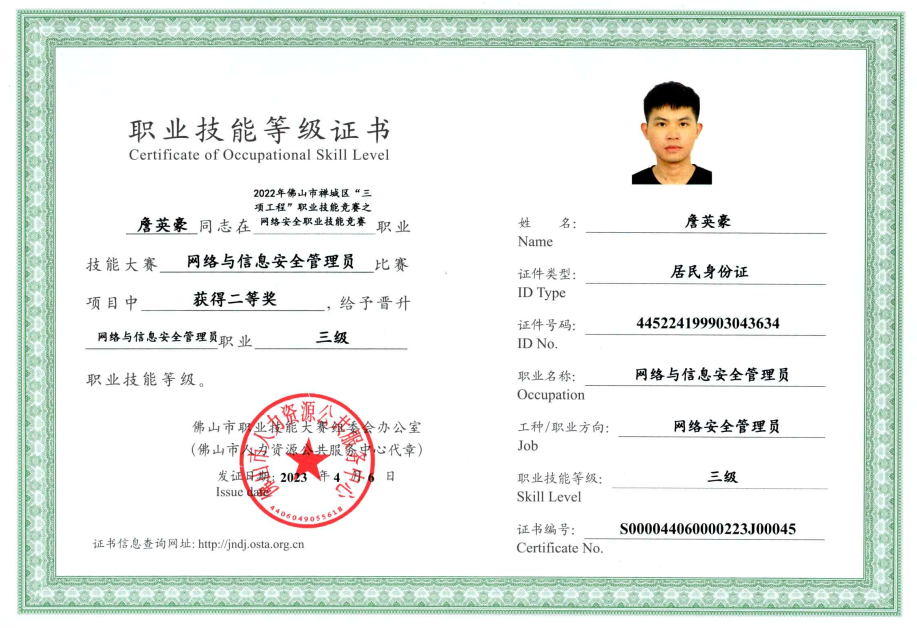 职业技能等级证书
Certificate of Occupational Skill Level
2022年佛山市禅城区“三
项工程”职业技能竞赛之
詹英豪 同志在 网络安全职业技能竞赛 职业
技能大赛 网络与信息安全管理员 比赛
项目中 获得二等奖 ,给予晋升
网络与信息安全管理员 职业 三级
职业技能等级。
佛山市职业技能大赛组委会办公室
(佛山市人力资源公共服务中心代章)
发证日期: 2023 年 4 月 6 日
Issue date
佛山市人力资源公共服务中心
4406049055618
证书信息查询网址: http://jndj.osta.org.cn
姓 名: 詹英豪
Name
证件类型: 居民身份证
ID Type
证件号码: 445224199903043634
ID No.
职业名称: 网络与信息安全管理员
Occupation
工种/职业方向: 网络安全管理员
Job
职业技能等级: 三级
Skill Level
证书编号: S000044060000223J00045
Certificate No.